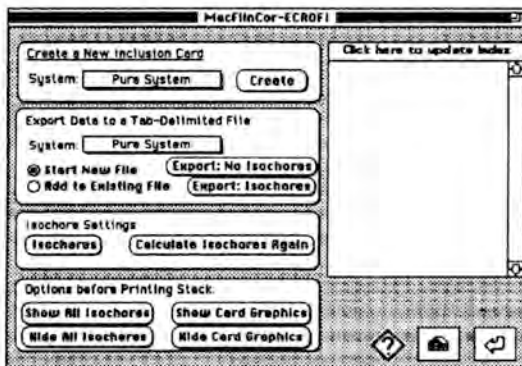 MacFlinCor-ECROFI
Create a New Inclusion Card
System: Pure System Create
Export Data to a Tab-Delimited File
System: Pure System
Start New File Export: No Isochores
Add to Existing File Export: Isochores
Isochore Settings
Isochores Calculate Isochores Again
Options before Printing Stack
Show All Isochores Show Card Graphics
Hide All Isochores Hide Card Graphics
Click here to update Index
?